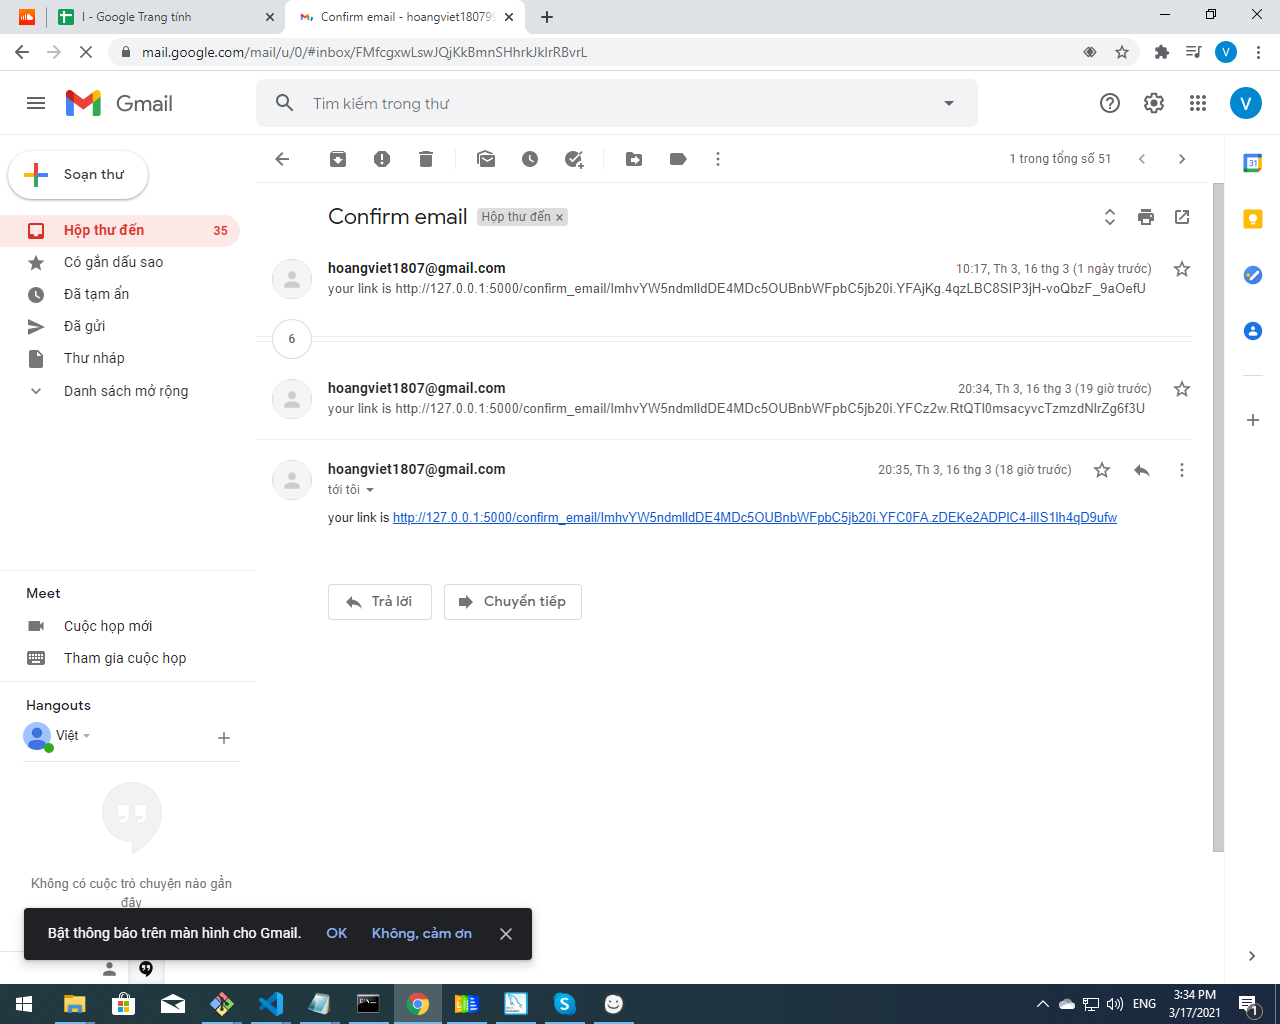 I - Google Trang tính
Confirm email - hoangviet180799
mail.google.com/mail/u/0/#inbox/FMfcgxwLswJQjKkBmnSHhrkJklrRBvrL
V
Gmail
Tìm kiếm trong thư
V
Soạn thư
1 trong tổng số 51
31
Hộp thư đến 35
Có gắn dấu sao
Đã tạm ẩn
Đã gửi
Thư nháp
Danh sách mở rộng
Confirm email
Hộp thư đến ×
hoangviet1807@gmail.com
10:17, Th 3, 16 thg 3 (1 ngày trước)
your link is http://127.0.0.1:5000/confirm_email/ImhvYW5ndmlldDE4MDc5OUBnbWFpbC5jb20i.YFAjKg.4qzLBC8SIP3jH-voQbzF_9aOefU
6
hoangviet1807@gmail.com
20:34, Th 3, 16 thg 3 (19 giờ trước)
your link is http://127.0.0.1:5000/confirm_email/ImhvYW5ndmlldDE4MDc5OUBnbWFpbC5jb20i.YFCz2w.RtQTI0msacyvcTzmzdNIrZg6f3U
hoangviet1807@gmail.com
20:35, Th 3, 16 thg 3 (18 giờ trước)
tới tôi
your link is http://127.0.0.1:5000/confirm_email/ImhvYW5ndmlldDE4MDc5OUBnbWFpbC5jb20i.YFC0FA.zDEKe2ADPIC4-ilIS1Ih4qD9ufw
Trả lời
Chuyển tiếp
Meet
Cuộc họp mới
Tham gia cuộc họp
Hangouts
Việt
Không có cuộc trò chuyện nào gần
đây
Bật thông báo trên màn hình cho Gmail. OK Không, cảm ơn
ENG
3:34 PM
3/17/2021
1